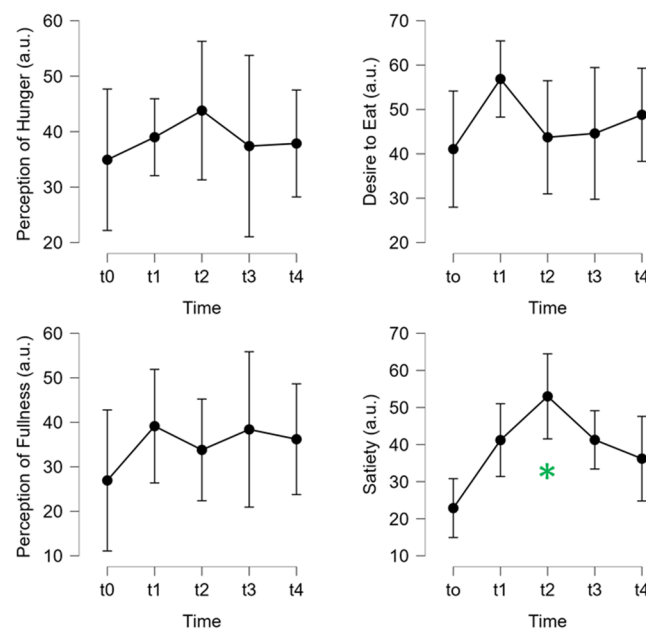 Perception of Hunger (a.u.)
60
50
40
30
20
t0 t1 t2 t3 t4
Time
Desire to Eat (a.u.)
70
60
50
40
30
20
to t1 t2 t3 t4
Time
Perception of Fullness (a.u.)
60
50
40
30
20
10
t0 t1 t2 t3 t4
Time
Satiety (a.u.)
70
60
50
40
30
20
10
*
to t1 t2 t3 t4
Time